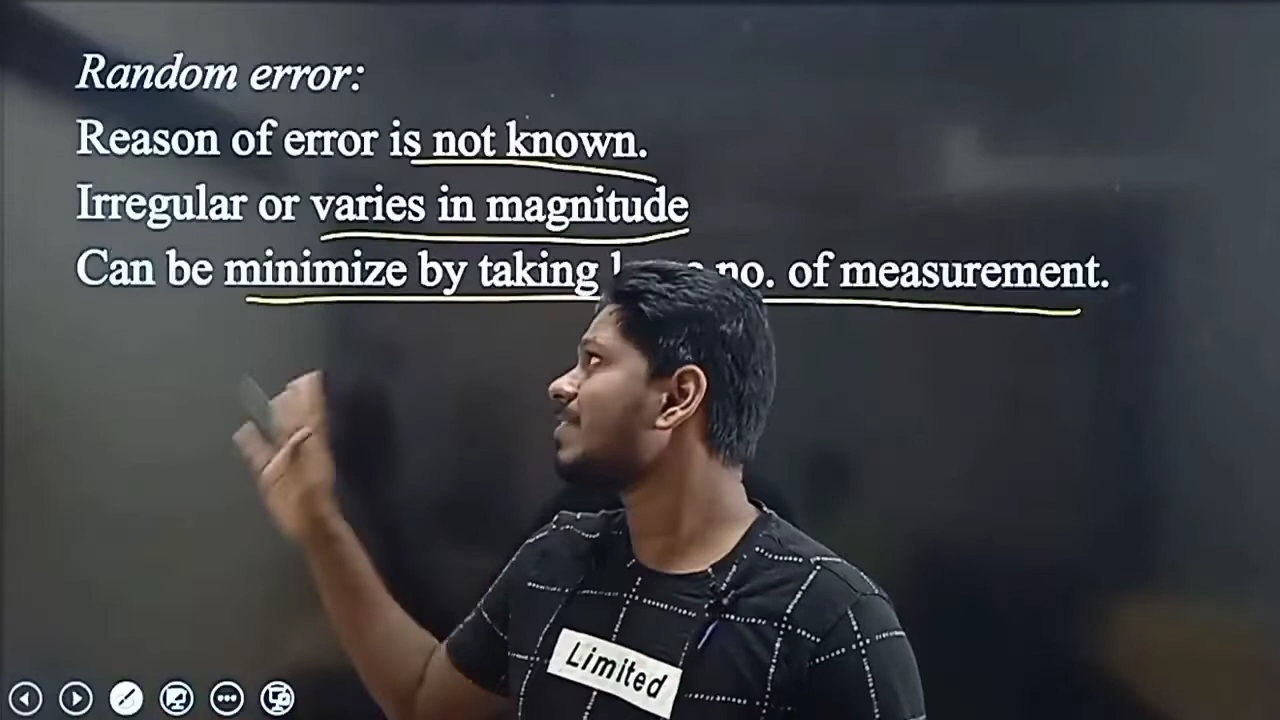 Random error:
Reason of error is not known.
Irregular or varies in magnitude
Can be minimize by taking no. of measurement.
Limited